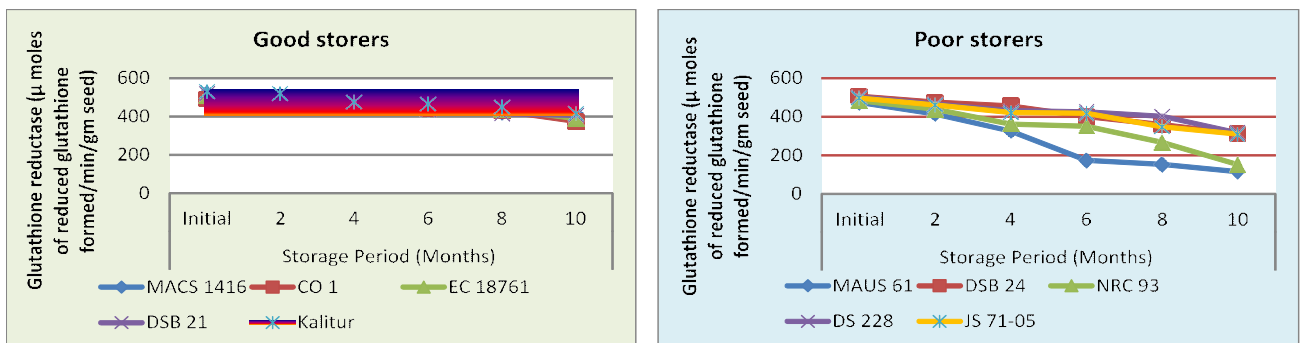 Good storers
Glutathione reductase (μ moles
of reduced glutathione
formed/min/gm seed)
600
400
200
0
Initial 2 4 6 8 10
Storage Period (Months)
MACS 1416 CO 1 EC 18761
DSB 21 Kalitur
Poor storers
Glutathione reductase (μ moles
of reduced glutathione
formed/min/gm seed)
600
400
200
0
Initial 2 4 6 8 10
Storage Period (Months)
MAUS 61 DSB 24 NRC 93
DS 228 JS 71-05